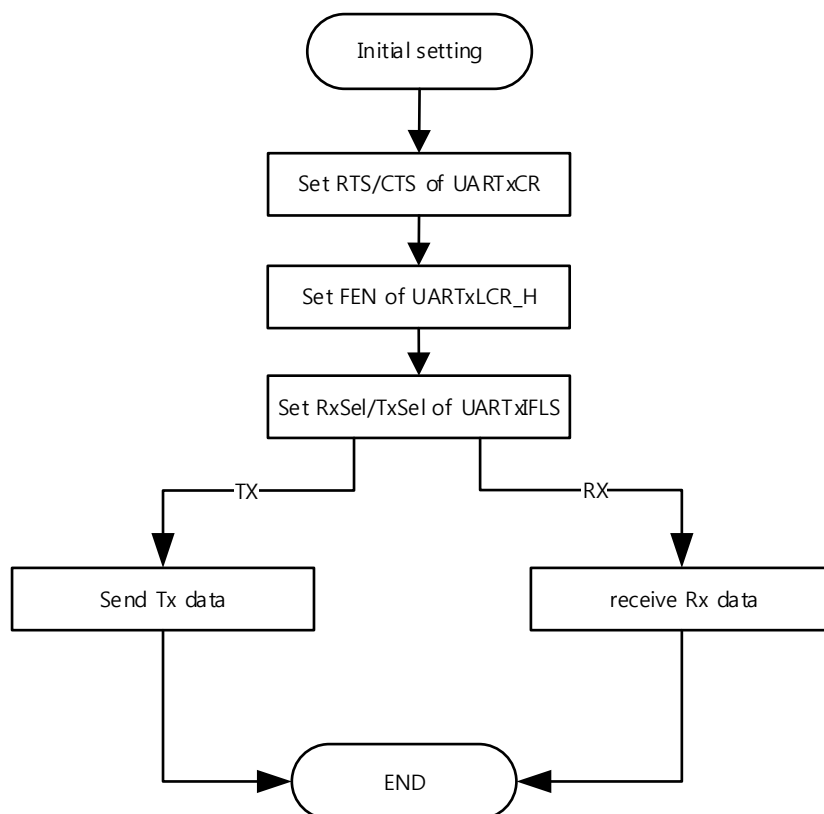 Initial setting
Set RTS/CTS of UARTxCR
Set FEN of UARTxLCR_H
Set RxSel/TxSel of UARTxIFLS
TX
RX
Send Tx data
receive Rx data
END